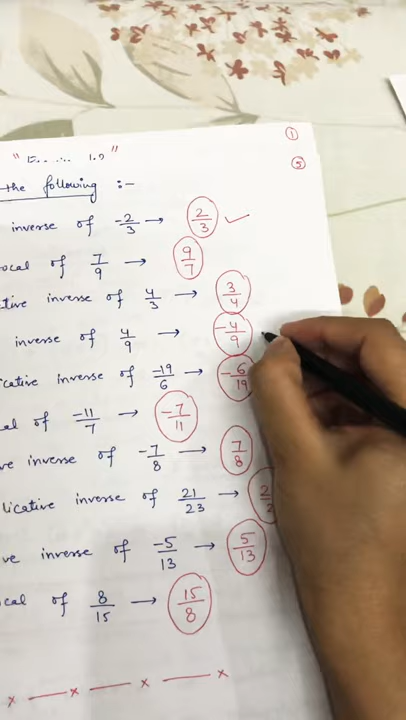 ①
⑤
the following :-
inverse of -2/3 → 2/3 ✓
ocal of 7/9 → 9/7
tive inverse of 4/3 → 3/4
inverse of 4/9 → -4/9
icative inverse of -19/6 → -6/19
al of -11/7 → -7/11
ve inverse of -7/8 → 7/8
licative inverse of 21/23 → 2
ve inverse of -5/13 → 5/13
cal of 8/15 → 15/8
x — x — x — x